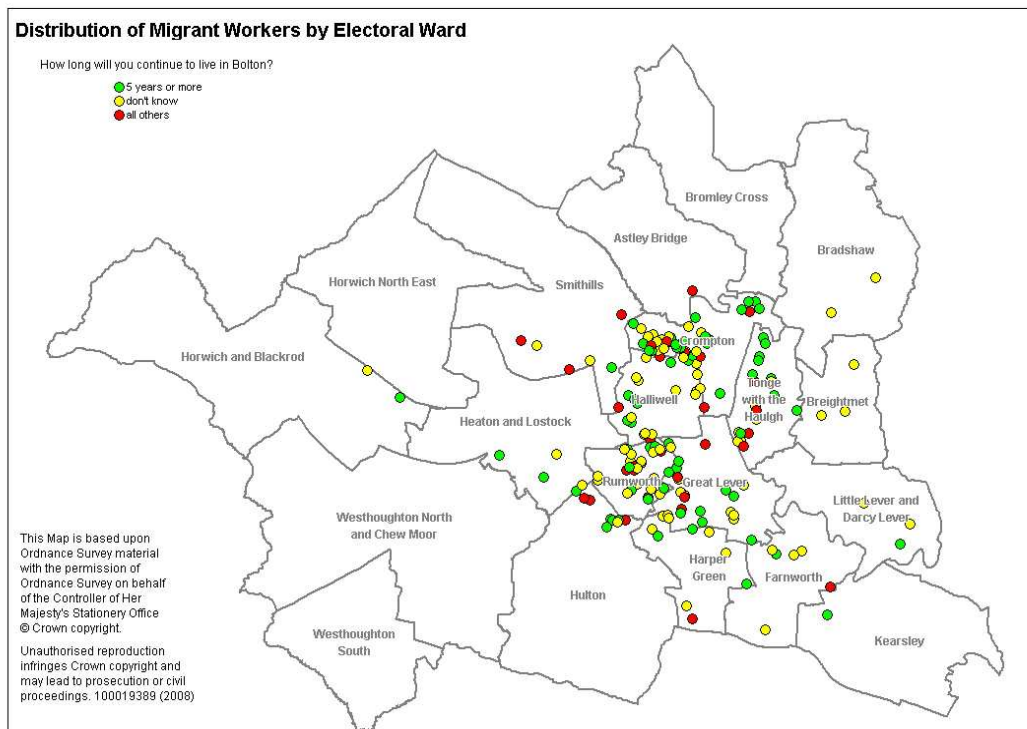 Distribution of Migrant Workers by Electoral Ward
How long will you continue to live in Bolton?
5 years or more
don't know
all others
Bromley Cross
Astley Bridge
Bradshaw
Horwich North East
Smithills
Horwich and Blackrod
Crompton
Tonge
with the
Haulgh
Halliwell
Breightmet
Heaton and Lostock
Rumworth
Great Lever
Little Lever and
Darcy Lever
Westhoughton North
and Chew Moor
Harper
Green
Farnworth
Hulton
Westhoughton
South
Kearsley
This Map is based upon
Ordnance Survey material
with the permission of
Ordnance Survey on behalf
of the Controller of Her
Majesty's Stationery Office
© Crown copyright.
Unauthorised reproduction
infringes Crown copyright and
may lead to prosecution or civil
proceedings. 100019389 (2008)